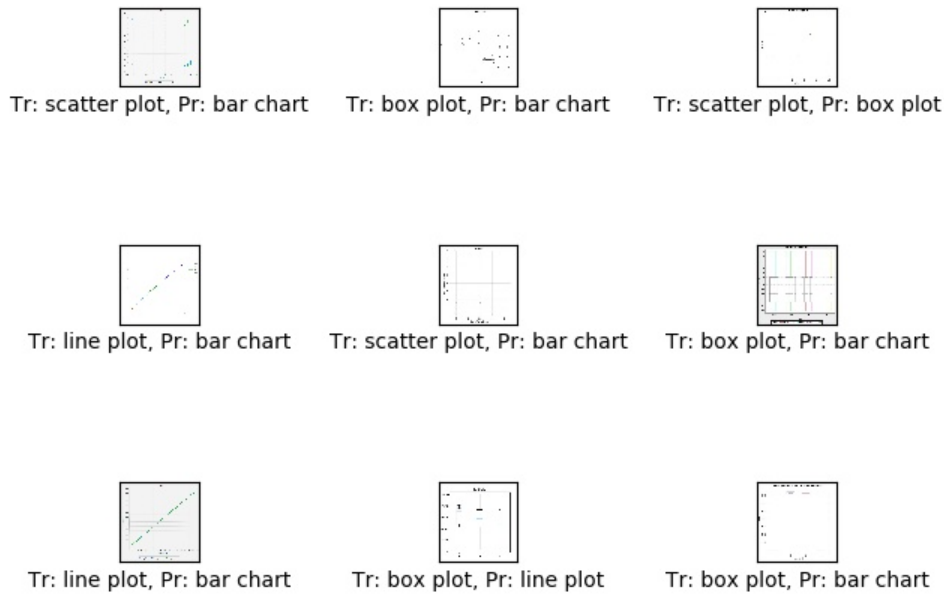 Tr: scatter plot, Pr: bar chart
Tr: box plot, Pr: bar chart
Tr: scatter plot, Pr: box plot
Tr: line plot, Pr: bar chart
Tr: scatter plot, Pr: bar chart
Tr: box plot, Pr: bar chart
Tr: line plot, Pr: bar chart
Tr: box plot, Pr: line plot
Tr: box plot, Pr: bar chart